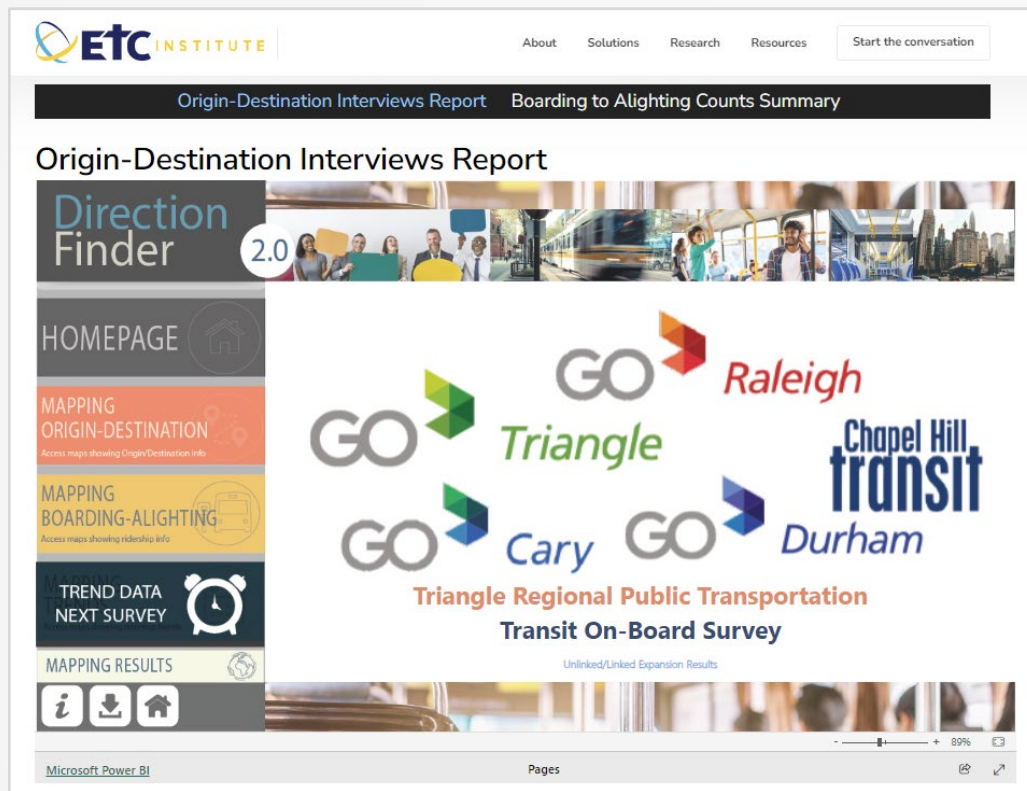 ETC INSTITUTE
About Solutions Research Resources Start the conversation
Origin-Destination Interviews Report Boarding to Alighting Counts Summary
Origin-Destination Interviews Report
Direction
Finder 2.0
HOMEPAGE
MAPPING
ORIGIN-DESTINATION
Access maps showing Origin/Destination info
MAPPING
BOARDING-ALIGHTING
Access maps showing ridership info
TREND DATA
NEXT SURVEY
MAPPING RESULTS
i
GO Raleigh
GO Triangle
Chapel Hill
transit
GO Cary
GO Durham
Triangle Regional Public Transportation
Transit On-Board Survey
Unlinked/Linked Expansion Results
- + 89%
Microsoft Power BI Pages